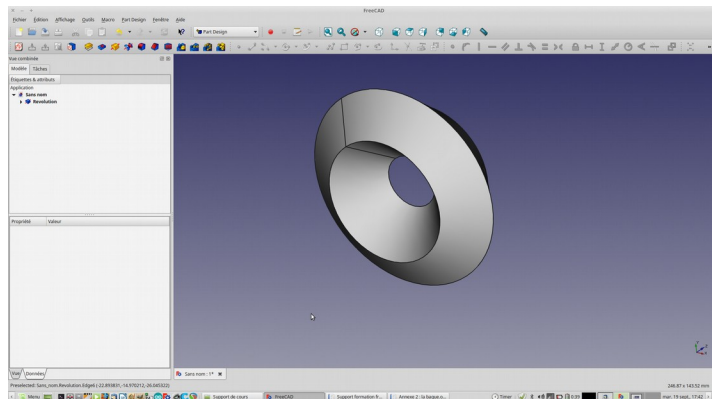 FreeCAD
Fichier Édition Affichage Outils Macro Part Design Fenêtre Aide
Part Design
Vue combinée
Modèle Tâches
Étiquettes & attributs
Application
Sans nom
Revolution
Propriété Valeur
Vue Données
Sans nom : 1*
Preselected: Sans_nom.Revolution.Edge6 (-22.893831,-14.970212,-26.045322)
246.87 x 143.52 mm
Menu Support de cours FreeCAD Support formation fr... Annexe 2 : la bague.o... Timer 0:39 mar. 19 sept., 17:42